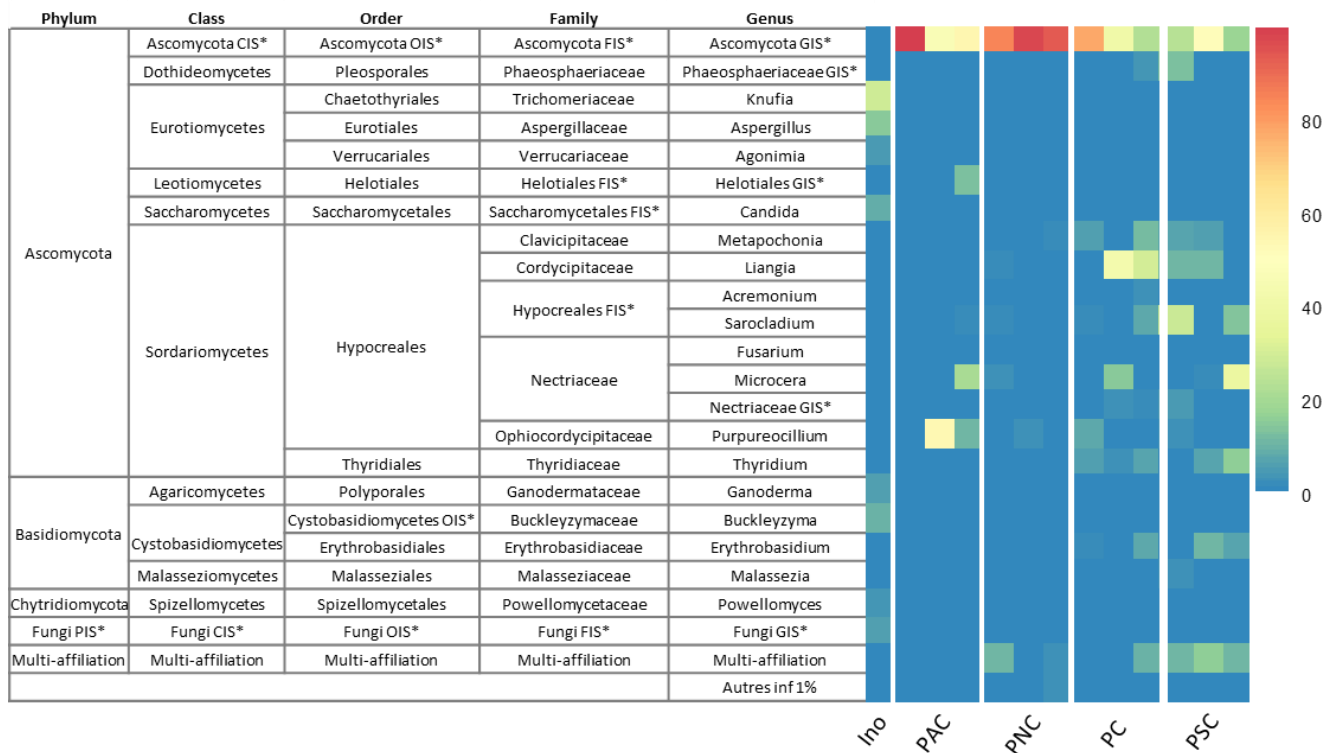 Phylum Class Order Family Genus
Ascomycota CIS* Ascomycota OIS* Ascomycota FIS* Ascomycota GIS*
Dothideomycetes Pleosporales Phaeosphaeriaceae Phaeosphaeriaceae GIS*
Chaetothyriales Trichomeriaceae Knufia
Eurotiomycetes Eurotiales Aspergillaceae Aspergillus
80
Verrucariales Verrucariaceae Agonimia
Leotiomycetes Helotiales Helotiales FIS* Helotiales GIS*
Saccharomycetes Saccharomycetales Saccharomycetales FIS* Candida
60
Clavicipitaceae Metapochonia
Ascomycota Cordycipitaceae Liangia
Acremonium
Hypocreales FIS*
40
Sarocladium
Sordariomycetes Hypocreales Fusarium
Nectriaceae Microcera
20
Nectriaceae GIS*
Ophiocordycipitaceae Purpureocillium
Thyridiales Thyridiaceae Thyridium
Agaricomycetes Polyporales Ganodermataceae Ganoderma
0
Basidiomycota Cystobasidiomycetes OIS* Buckleyzymaceae Buckleyzyma
Cystobasidiomycetes Erythrobasidiales Erythrobasidiaceae Erythrobasidium
Malasseziomycetes Malasseziales Malasseziaceae Malassezia
Chytridiomycota Spizellomycetes Spizellomycetales Powellomycetaceae Powellomyces
Fungi PIS* Fungi CIS* Fungi OIS* Fungi FIS* Fungi GIS*
Multi-affiliation Multi-affiliation Multi-affiliation Multi-affiliation Multi-affiliation
Autres inf 1%
Ino PAC PNC PC PSC